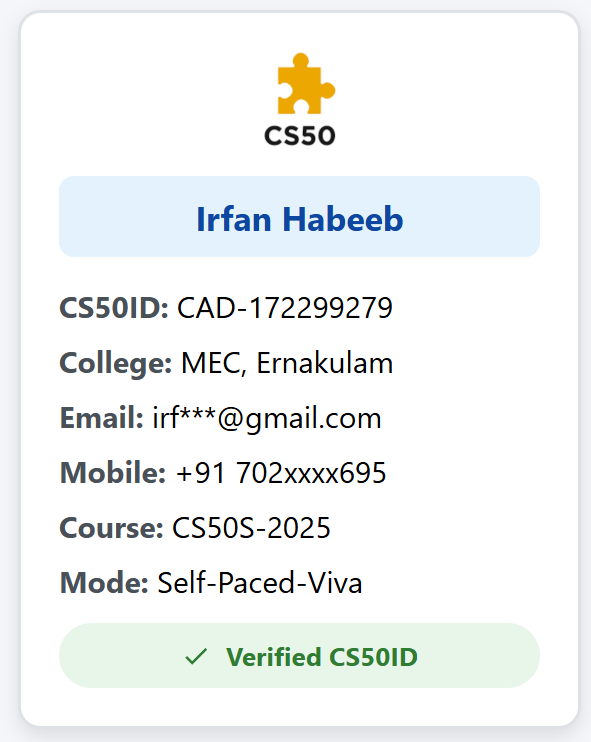 CS50
Irfan Habeeb
CS50ID: CAD-172299279
College: MEC, Ernakulam
Email: irf***@gmail.com
Mobile: +91 702xxxx695
Course: CS50S-2025
Mode: Self-Paced-Viva
✓ Verified CS50ID